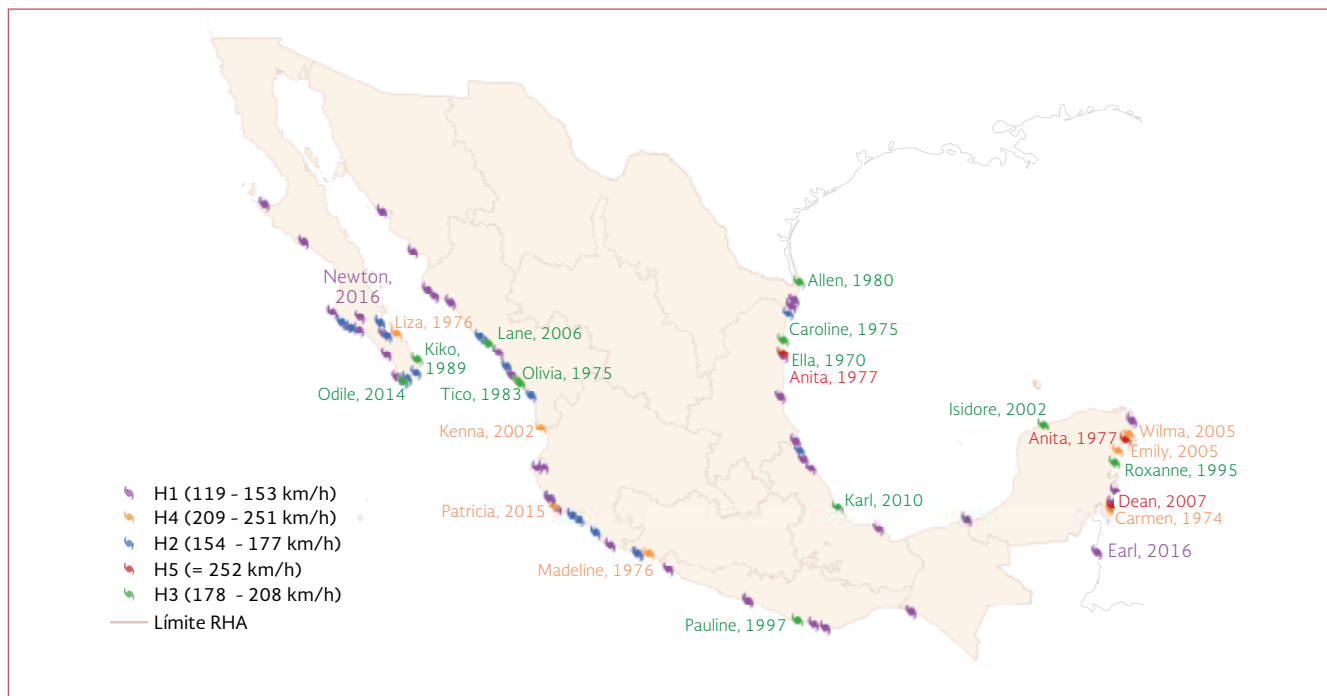 Allen, 1980
Newton,
2016
Liza, 1976
Caroline, 1975
Lane, 2006
Kiko,
1989
Ella, 1970
Olivia, 1975
Anita, 1977
Odile, 2014
Tico, 1983
Isidore, 2002
Kenna, 2002
Wilma, 2005
Anita, 1977
Emily, 2005
Roxanne, 1995
H1 (119 - 153 km/h)
Karl, 2010
Dean, 2007
Patricia, 2015
H4 (209 - 251 km/h)
Carmen, 1974
H2 (154 - 177 km/h)
Earl, 2016
Madeline, 1976
H5 (= 252 km/h)
H3 (178 - 208 km/h)
Límite RHA
Pauline, 1997